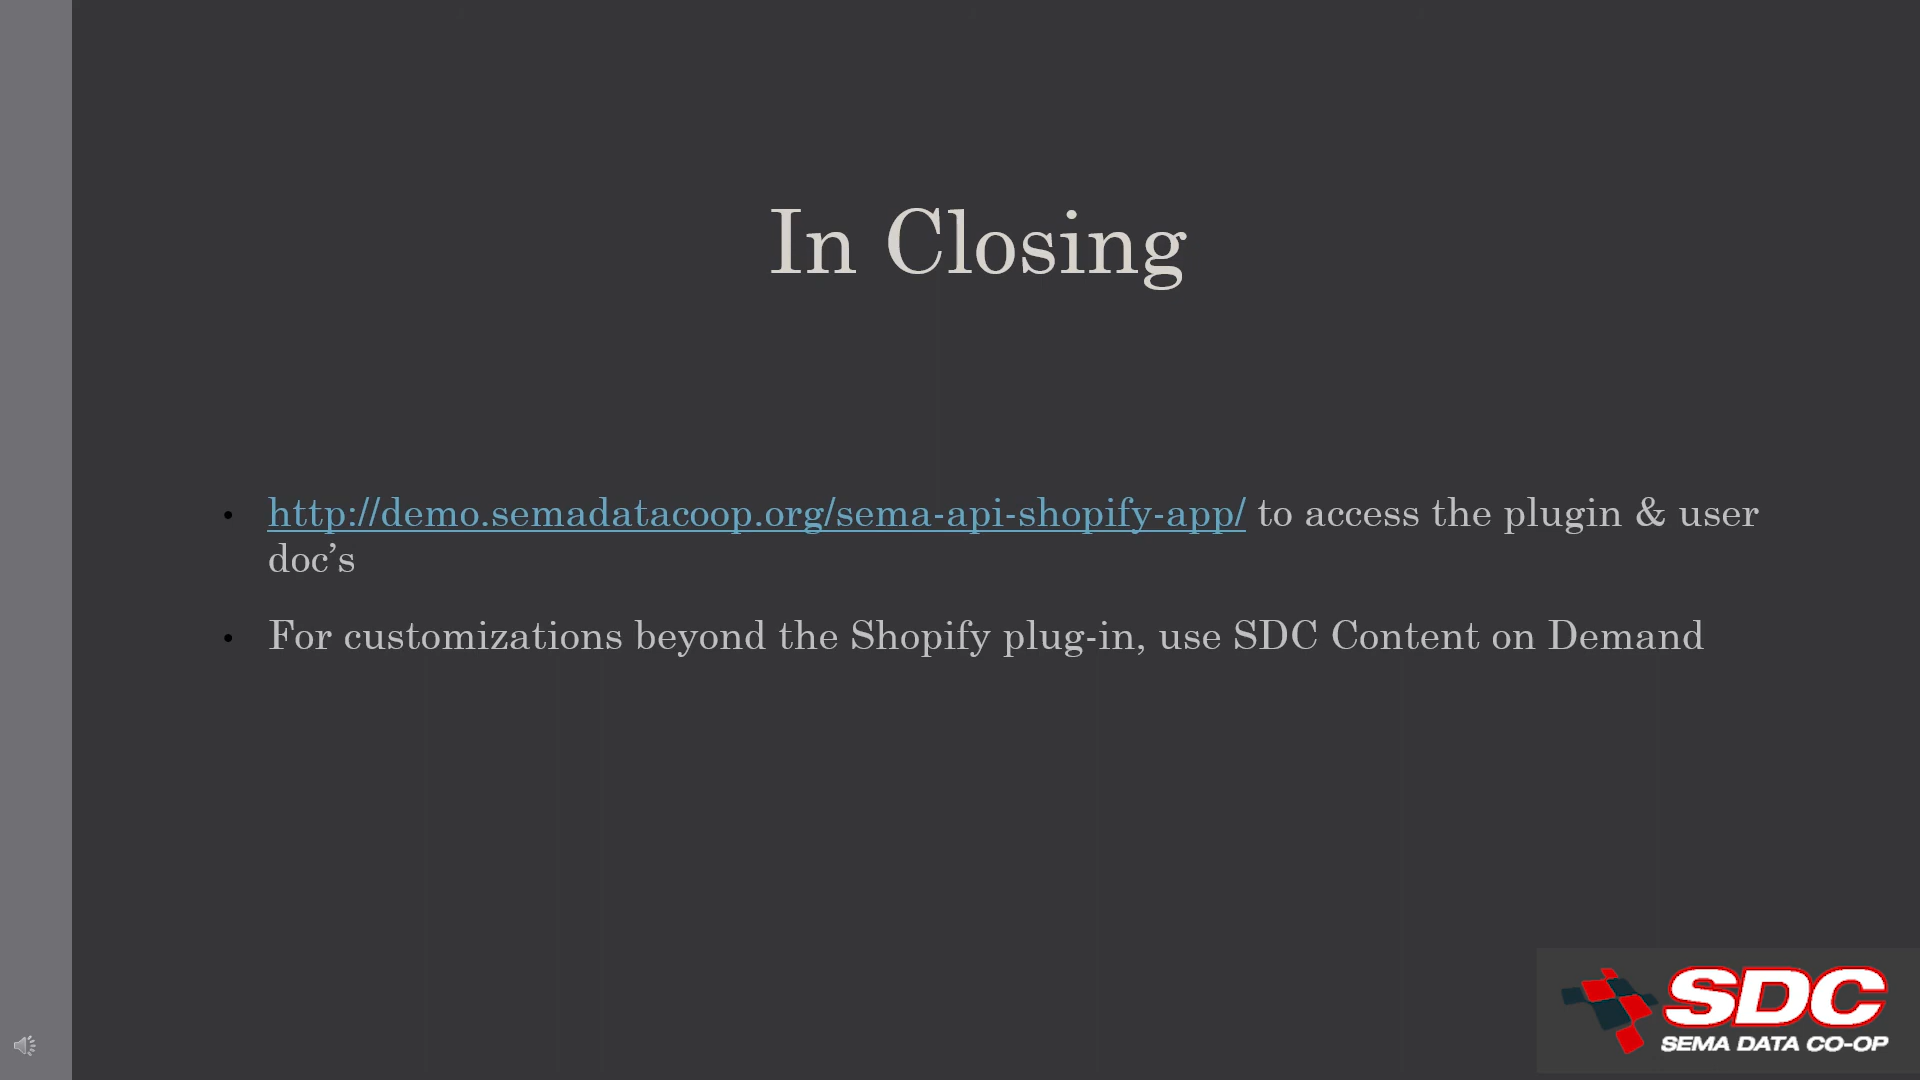 In Closing
• http://demo.semadatacoop.org/sema-api-shopify-app/ to access the plugin & user
doc’s
• For customizations beyond the Shopify plug-in, use SDC Content on Demand
SDC
SEMA DATA CO-OP